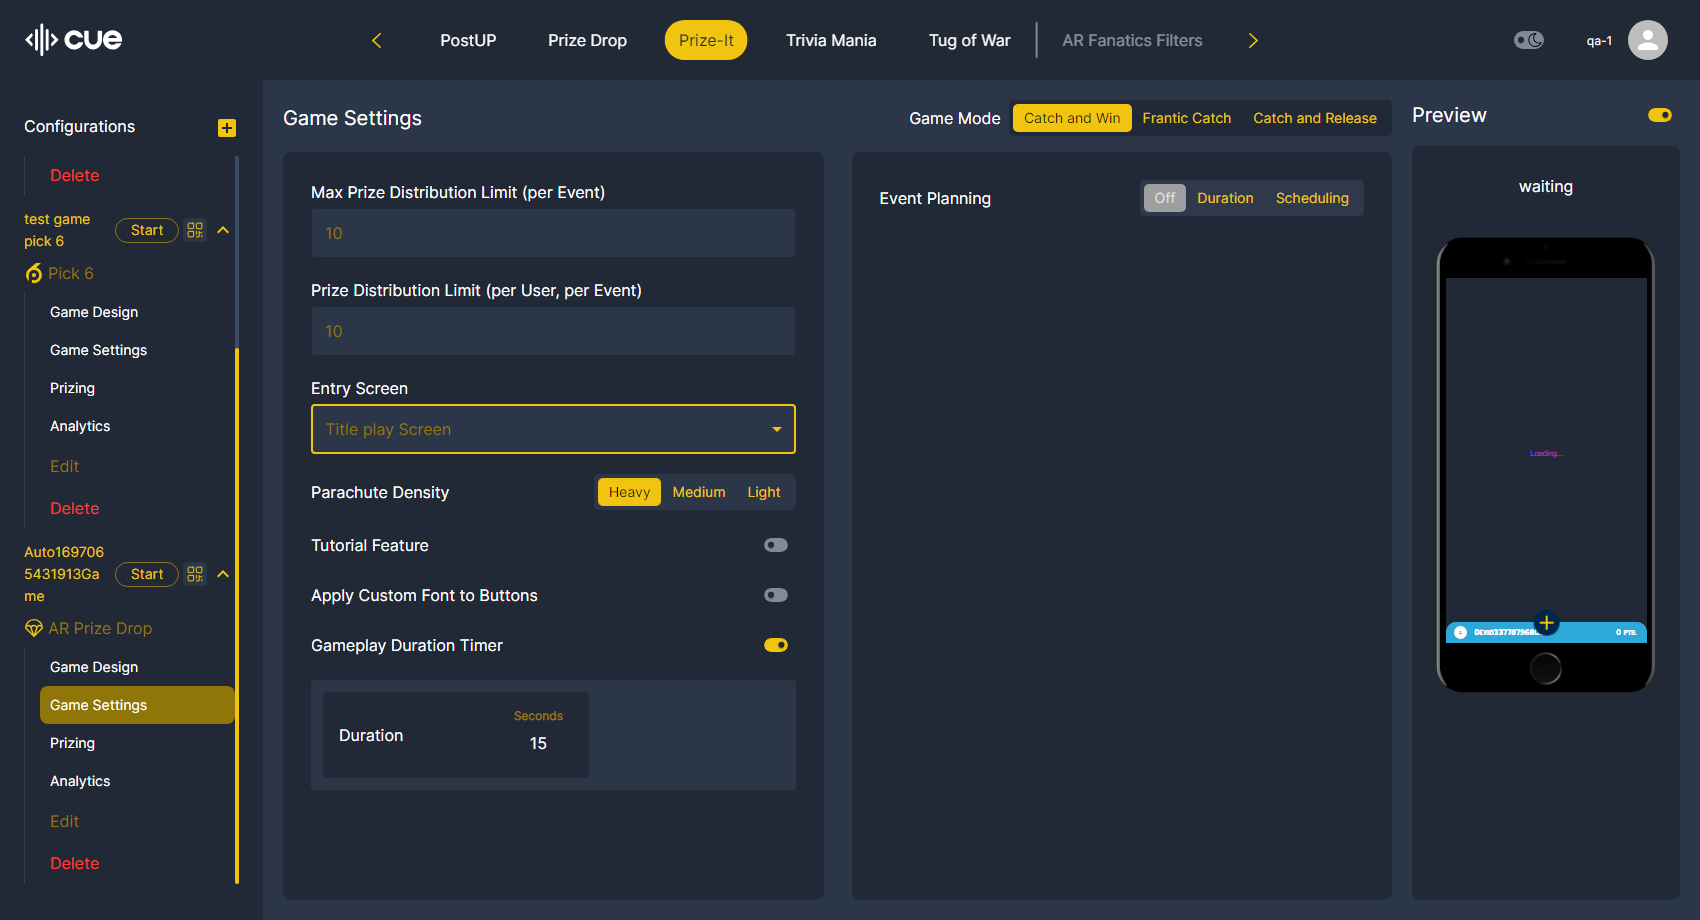 cue
PostUP
Prize Drop
Prize-It
Trivia Mania
Tug of War
AR Fanatics Filters
qa-1
Configurations
Delete
test game
pick 6
Start
Pick 6
Game Design
Game Settings
Prizing
Analytics
Edit
Delete
Auto169706
5431913Ga
me
Start
AR Prize Drop
Game Design
Game Settings
Prizing
Analytics
Edit
Delete
Game Settings
Game Mode
Catch and Win
Frantic Catch
Catch and Release
Max Prize Distribution Limit (per Event)
10
Prize Distribution Limit (per User, per Event)
10
Entry Screen
Title play Screen
Parachute Density
Heavy
Medium
Light
Tutorial Feature
Apply Custom Font to Buttons
Gameplay Duration Timer
Duration
Seconds
15
Event Planning
Off
Duration
Scheduling
Preview
waiting
Loading...
0 PTS.